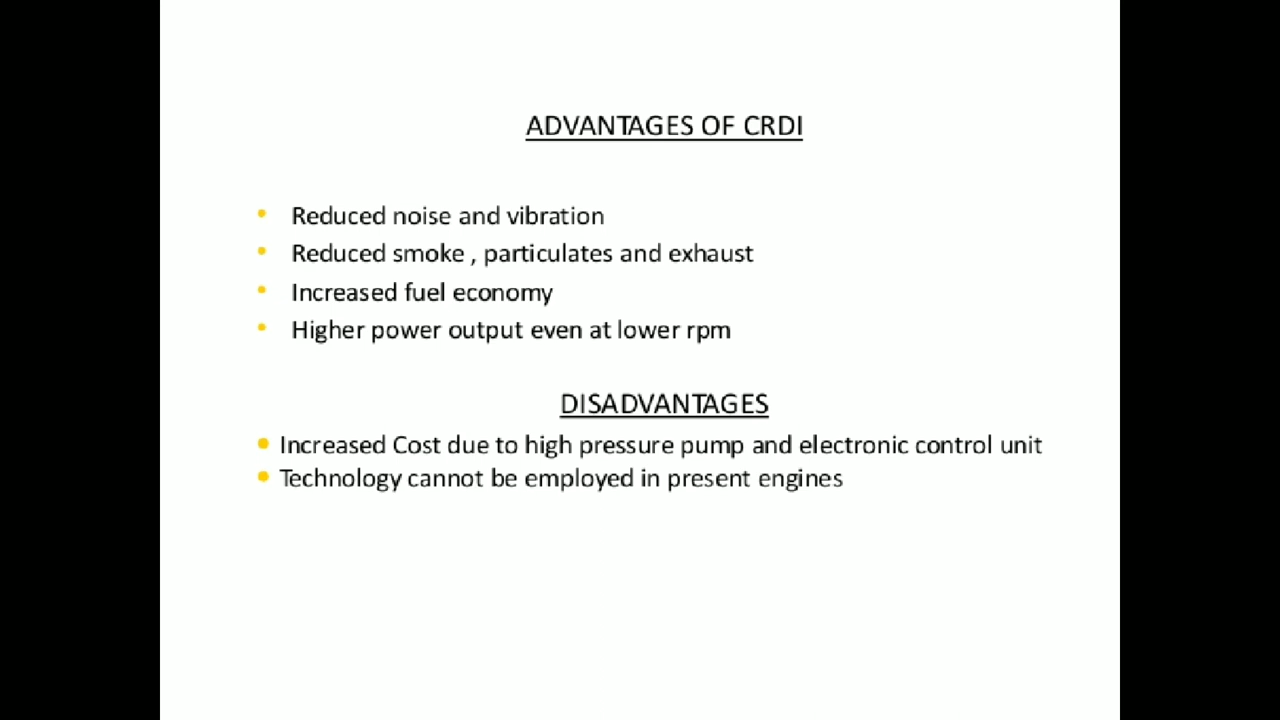 ADVANTAGES OF CRDI
• Reduced noise and vibration
• Reduced smoke , particulates and exhaust
• Increased fuel economy
• Higher power output even at lower rpm
DISADVANTAGES
• Increased Cost due to high pressure pump and electronic control unit
• Technology cannot be employed in present engines